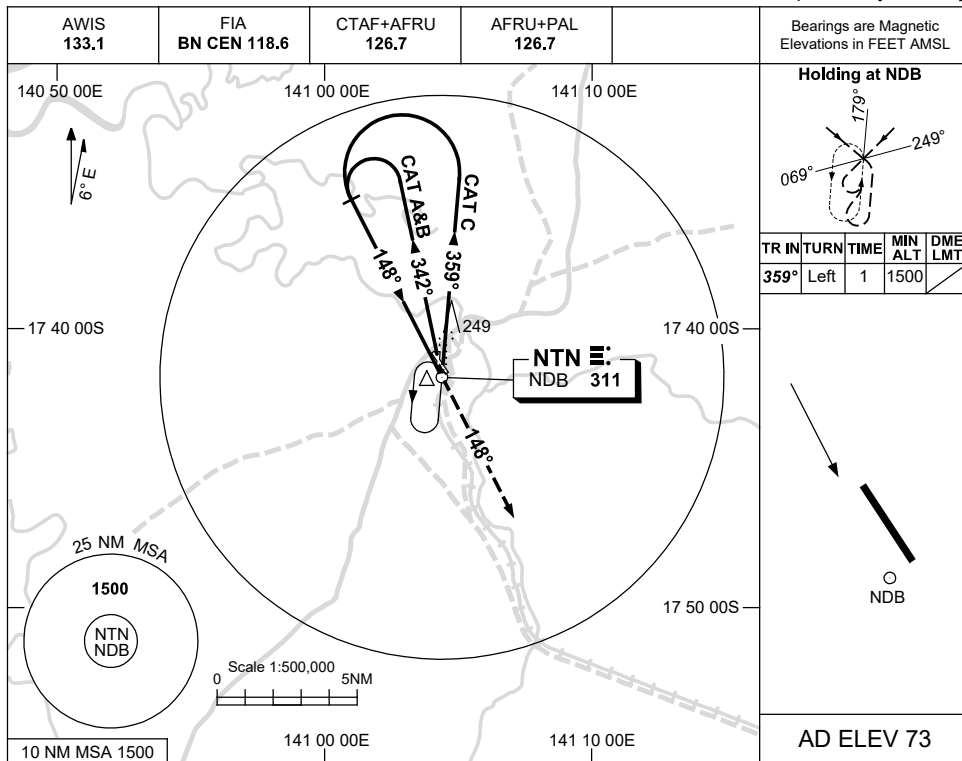 AWIS
133.1
FIA
BN CEN 118.6
CTAF+AFRU
126.7
AFRU+PAL
126.7
Bearings are Magnetic
Elevations in FEET AMSL
140 50 00E
141 00 00E
141 10 00E
6° E
CAT A&B
CAT C
148°
342°
359°
17 40 00S
17 40 00S
249
NTN
NDB 311
148°
25 NM MSA
1500
NTN
NDB
Scale 1:500,000
0
5NM
17 50 00S
10 NM MSA 1500
141 00 00E
141 10 00E
Holding at NDB
179°
249°
069°
TR IN TURN TIME MIN ALT DME LMT
359° Left 1 1500
NDB
AD ELEV 73